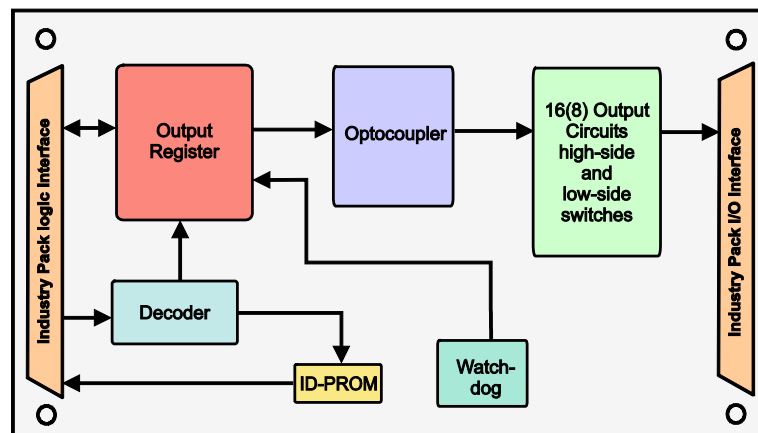 Industry Pack logic Interface
Output
Register
Optocoupler
16(8) Output
Circuits
high-side
and
low-side
switches
Industry Pack I/O Interface
Decoder
ID-PROM
Watch-
dog